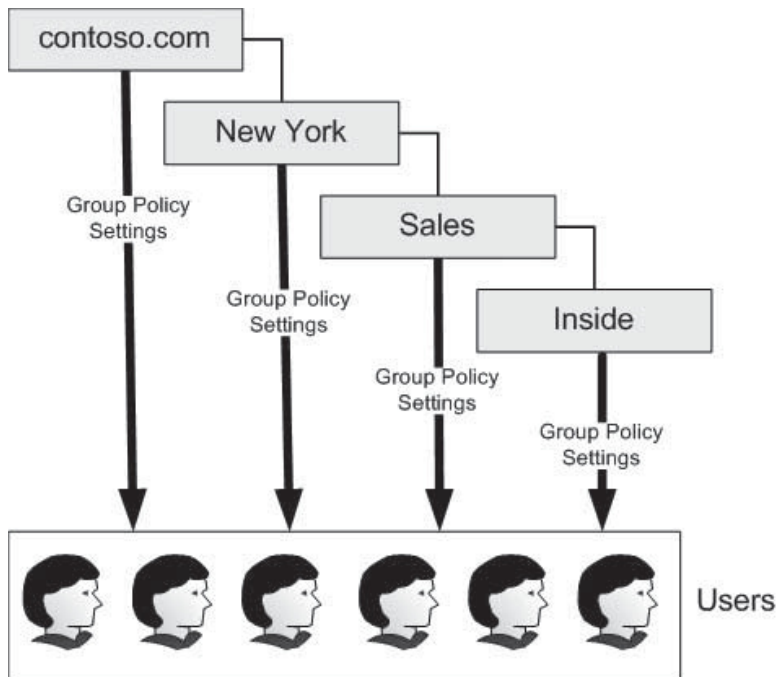 contoso.com
New York
Group Policy
Settings
Sales
Group Policy
Settings
Inside
Group Policy
Settings
Group Policy
Settings
Users